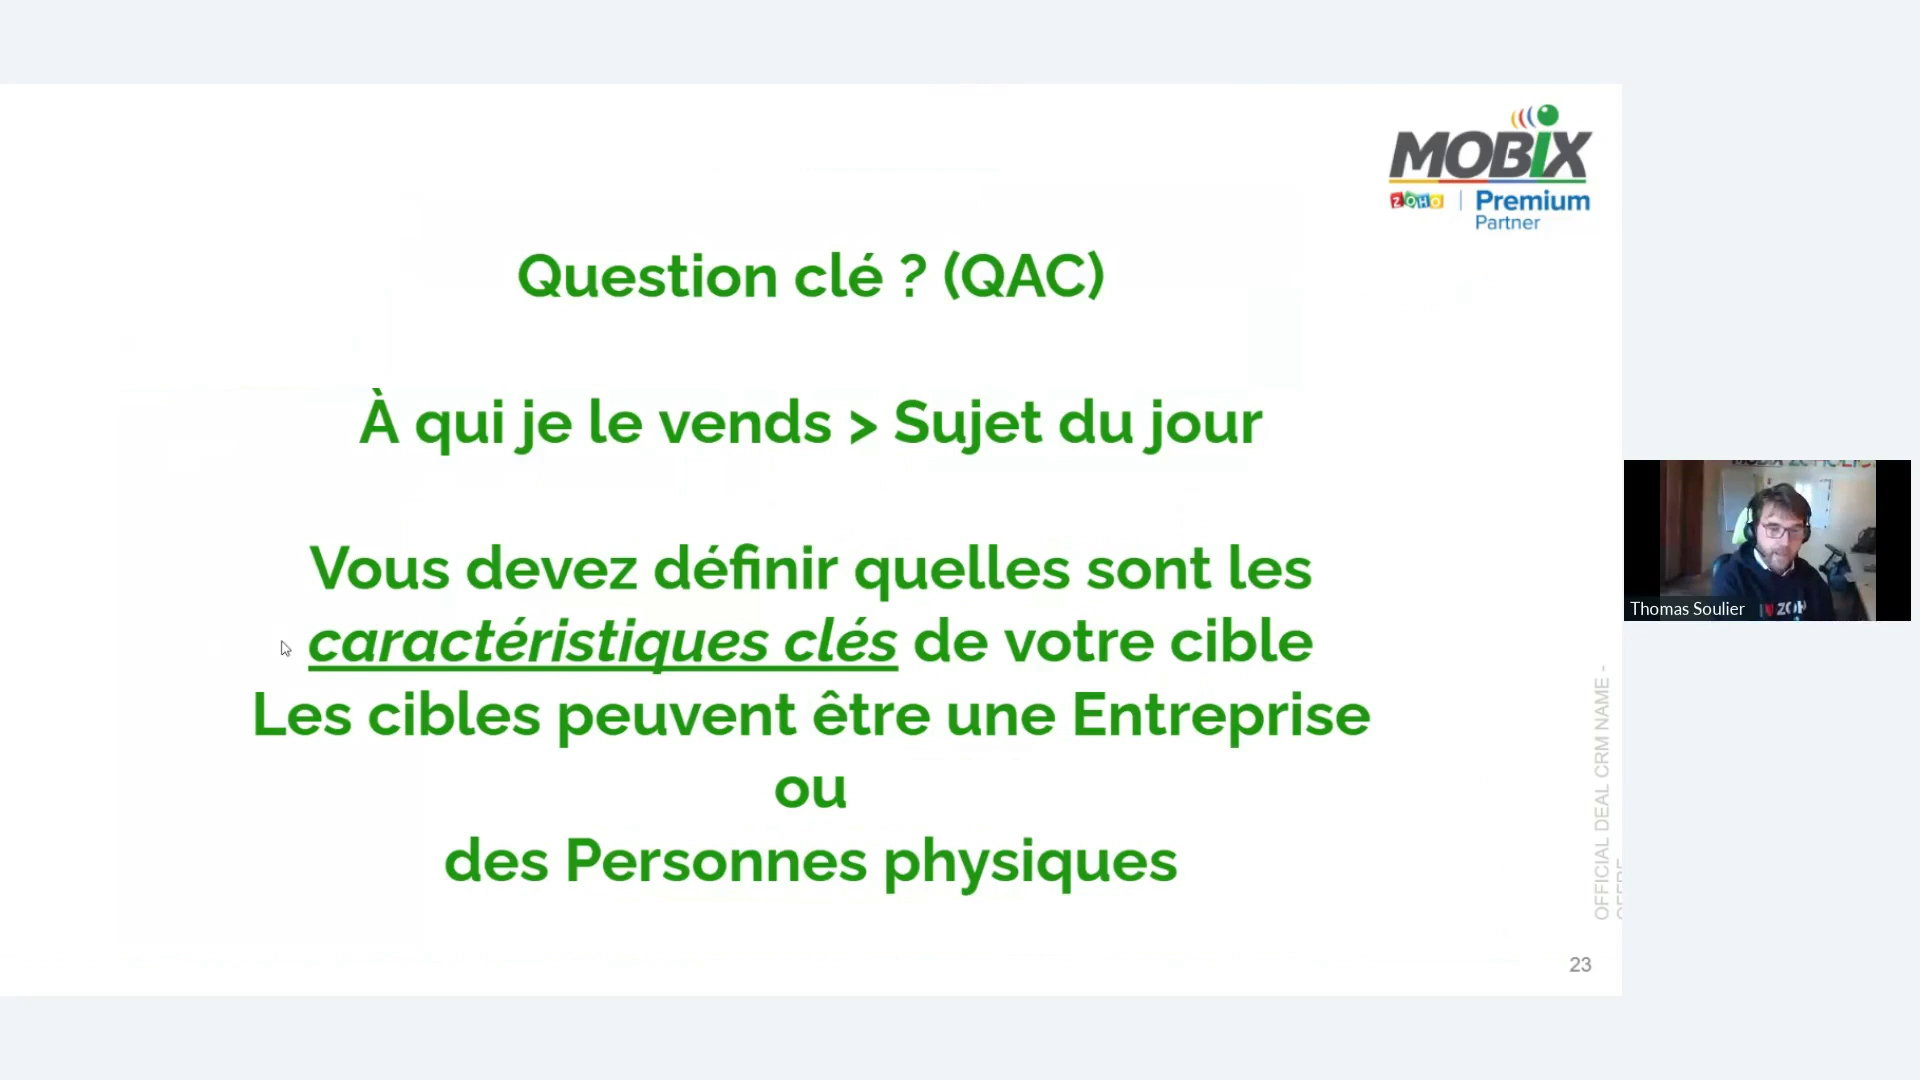 MOBiX
ZOHO | Premium
Partner
Question clé ? (QAC)
À qui je le vends > Sujet du jour
Vous devez définir quelles sont les
caractéristiques clés de votre cible
Les cibles peuvent être une Entreprise
ou
des Personnes physiques
OFFICIAL DEAL CRM NAME -
23
Thomas Soulier